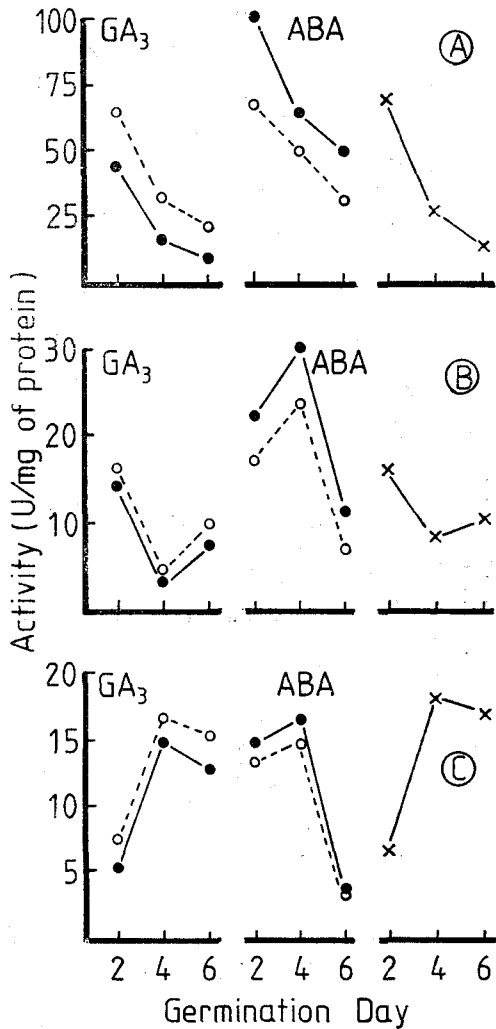 Activity (U/mg of protein)
100
75
50
25
GA3
ABA
A
30
20
10
GA3
ABA
B
20
15
10
5
GA3
ABA
C
2 4 6 2 4 6 2 4 6
Germination Day